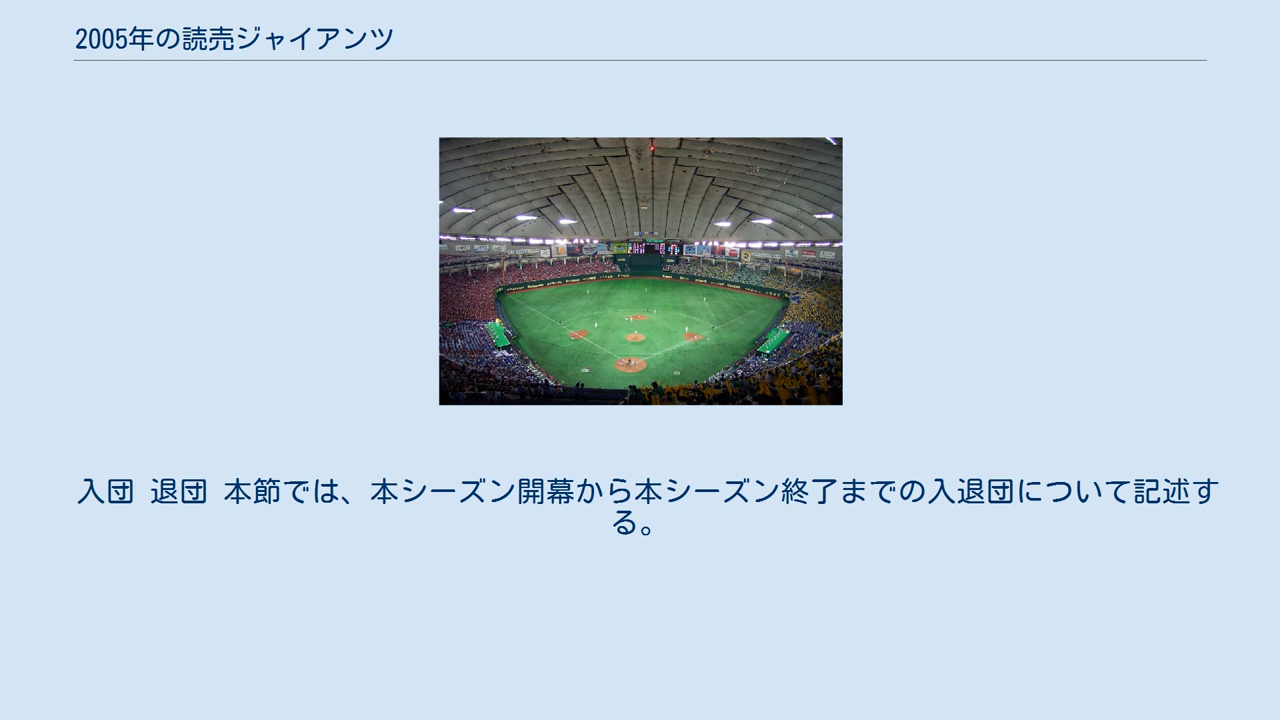 2005年の読売ジャイアンツ
入団 退団 本節では、本シーズン開幕から本シーズン終了までの入退団について記述す
る。